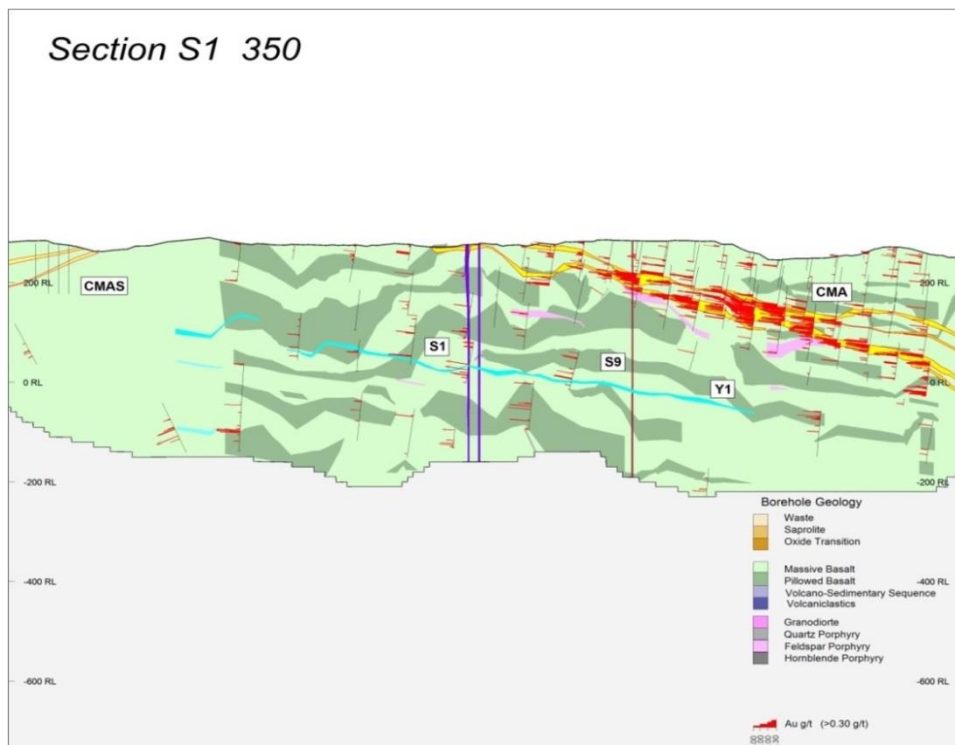 Section S1 350
CMAS
200 RL
200 RL
CMA
S1
S9
Y1
0 RL
0 RL
-200 RL
-200 RL
Borehole Geology
Waste
Saprolite
Oxide Transition
Massive Basalt
Pillowed Basalt
Volcano-Sedimentary Sequence
Volcaniclastics
-400 RL
-400 RL
Granodiorte
Quartz Porphyry
Feldspar Porphyry
Hornblende Porphyry
-600 RL
-600 RL
Au g/t (>0.30 g/t)